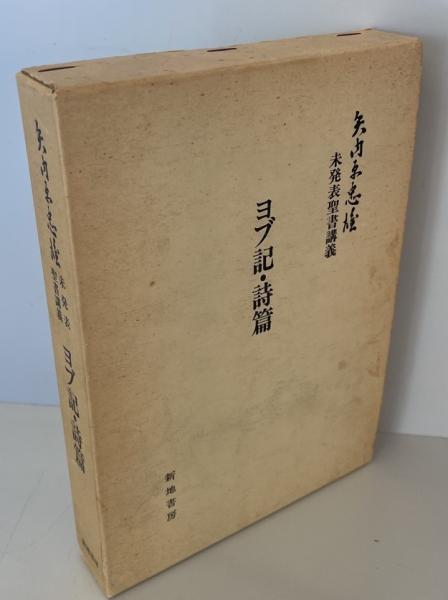 矢内原忠雄
未発表聖書講義
ヨブ記・詩篇
新地書房
矢内原忠雄
未発表
聖書講義
ヨブ記・詩篇